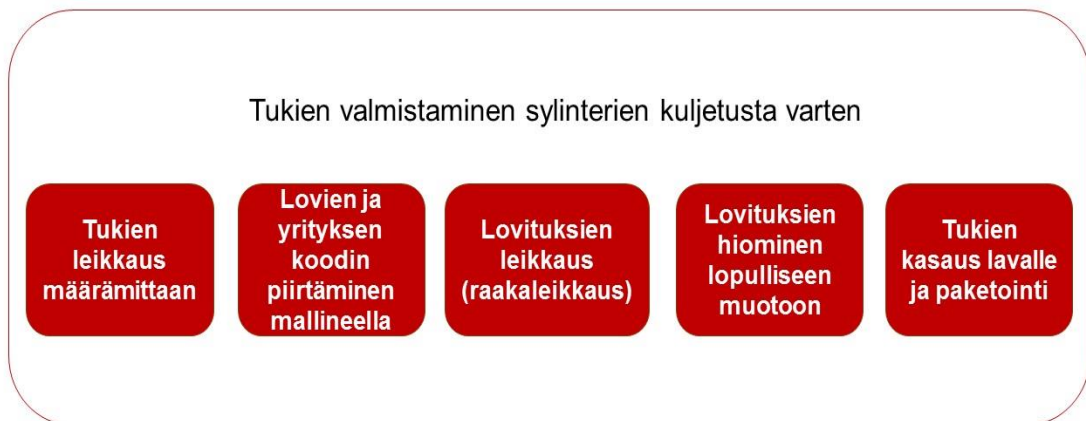 Tukien valmistaminen sylinterien kuljetusta varten
Tukien
leikkaus
määrämittaan
Lovien ja
yrityksen
koodin
piirtäminen
mallineella
Lovituksien
leikkaus
(raakaleikkaus)
Lovituksien
hiominen
lopulliseen
muotoon
Tukien
kasaus lavalle
ja paketointi